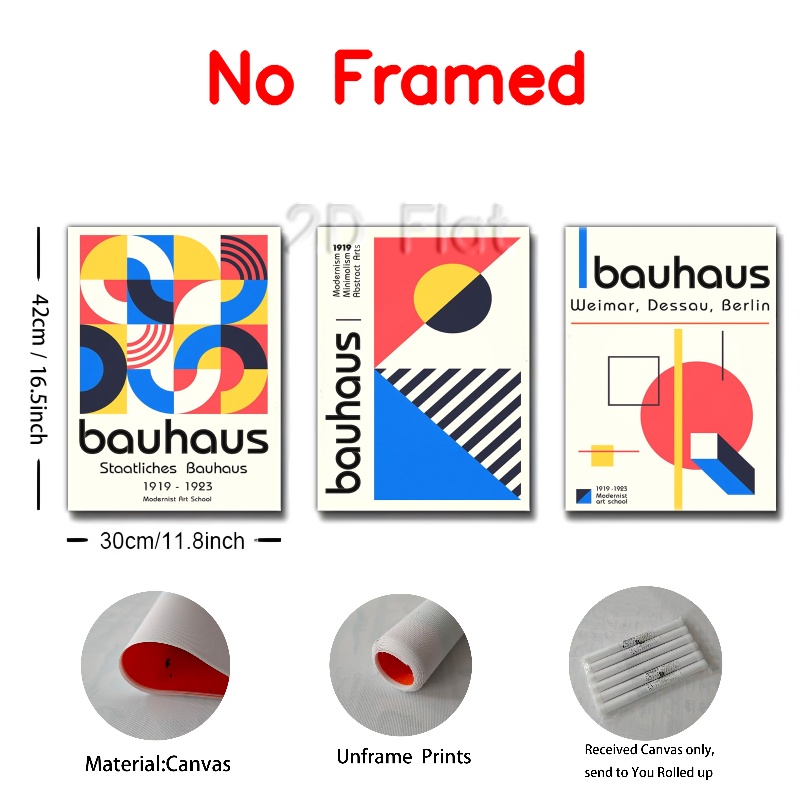 No Framed
2D Flat
42cm / 16.5inch
bauhaus
Staatliches Bauhaus
1919 - 1923
Modernist Art School
bauhaus |
1919
Modernism
Minimalism
Abstract Arts
bauhaus
Weimar, Dessau, Berlin
1919 -1923
Modernist
art school
30cm/11.8inch
Material:Canvas
Unframe Prints
Received Canvas only,
send to You Rolled up